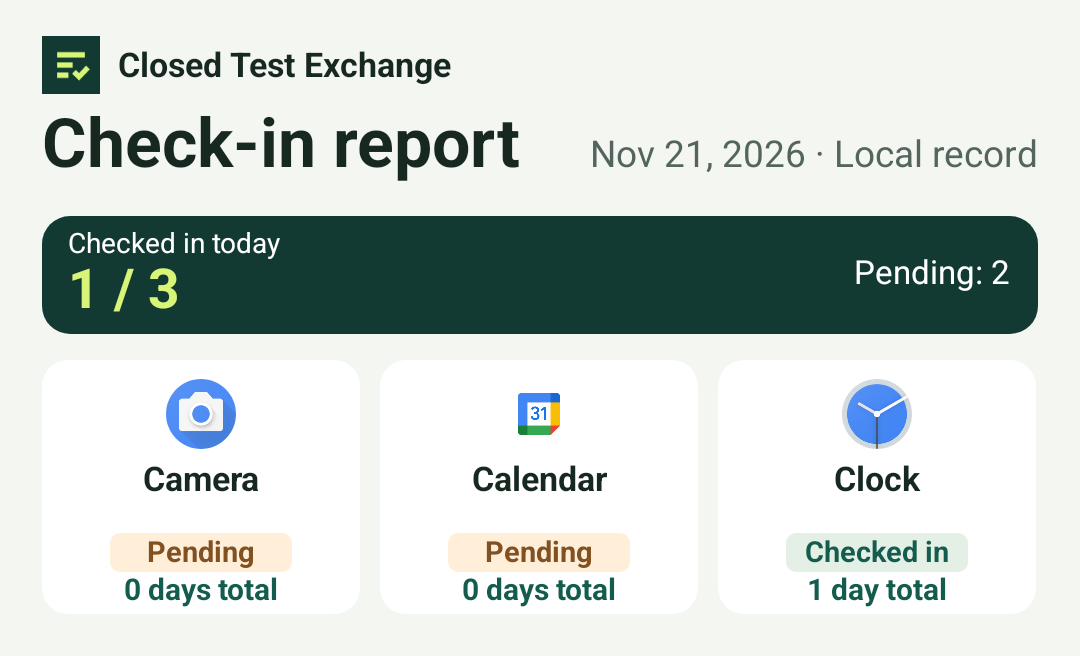 Closed Test Exchange
Check-in report
Nov 21, 2026 · Local record
Checked in today
1 / 3
Pending: 2
31
Camera
Calendar
Clock
Pending
Pending
Checked in
0 days total
0 days total
1 day total